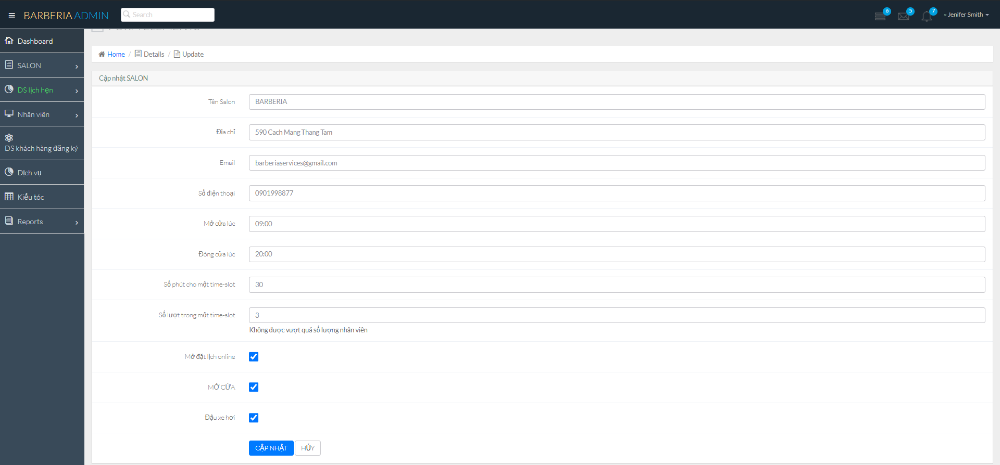 BARBERIA ADMIN
Search
6
5
7
Jenifer Smith
Dashboard
SALON
DS lịch hẹn
Nhân viên
DS khách hàng đăng ký
Dịch vụ
Kiểu tóc
Reports
Home / Details / Update
Cập nhật SALON
Tên Salon
BARBERIA
Địa chỉ
590 Cach Mang Thang Tam
Email
barberiaservices@gmail.com
Số điện thoại
0901998877
Mở cửa lúc
09:00
Đóng cửa lúc
20:00
Số phút cho một time-slot
30
Số lượt trong một time-slot
3
Không được vượt quá số lượng nhân viên
Mở đặt lịch online
MỞ CỬA
Đậu xe hơi
CẬP NHẬT
HỦY